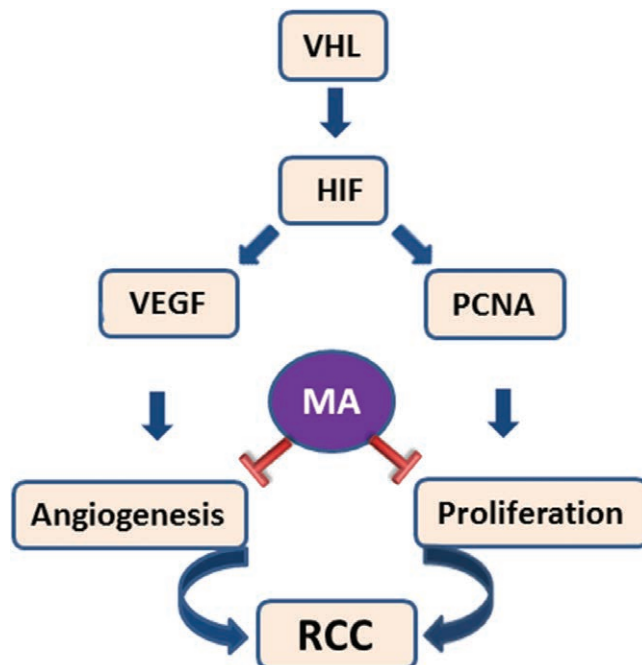 VHL
HIF
VEGF
PCNA
MA
Angiogenesis
Proliferation
RCC